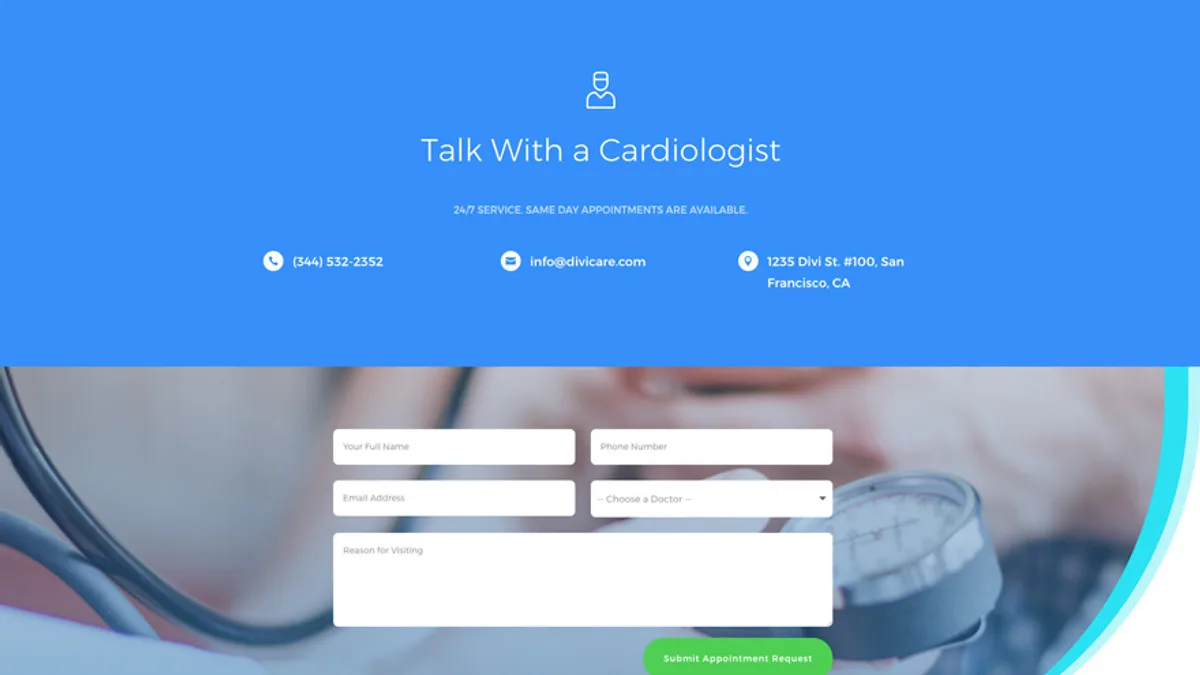 Talk With a Cardiologist
24/7 SERVICE. SAME DAY APPOINTMENTS ARE AVAILABLE.
(344) 532-2352
info@divicare.com
1235 Divi St. #100, San
Francisco, CA
Your Full Name
Phone Number
Email Address
-- Choose a Doctor --
Reason for Visiting
Submit Appointment Request